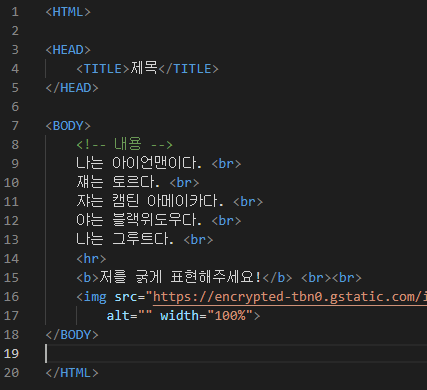 1 <HTML>
2
3 <HEAD>
4 <TITLE>제목</TITLE>
5 </HEAD>
6
7 <BODY>
8 <!-- 내용 -->
9 나는 아이언맨이다. <br>
10 쟤는 토르다. <br>
11 쟈는 캡틴 아메이카다. <br>
12 야는 블랙위도우다. <br>
13 나는 그루트다. <br>
14 <hr>
15 <b>저를 굵게 표현해주세요!</b> <br><br>
16 <img src="https://encrypted-tbn0.gstatic.com/i
17 alt="" width="100%">
18 </BODY>
19
20 </HTML>